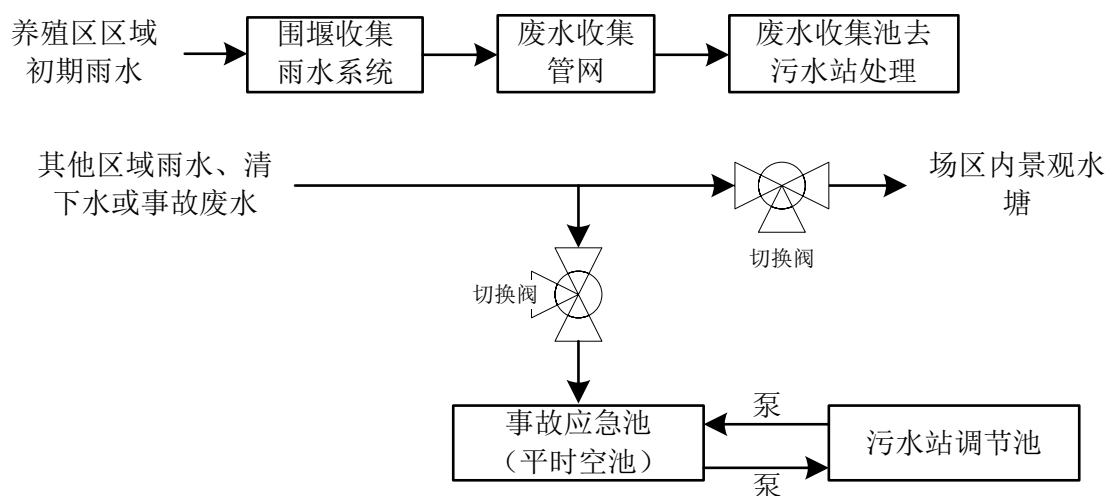 养殖区区域
初期雨水
围堰收集
雨水系统
废水收集
管网
废水收集池去
污水站处理
其他区域雨水、清
下水或事故废水
切换阀
场区内景观水
塘
切换阀
事故应急池
（平时空池）
泵
泵
污水站调节池